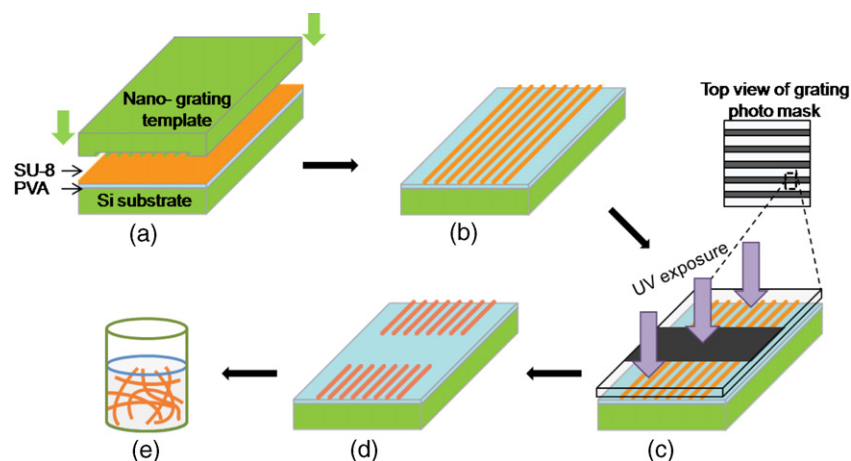 Nano- grating
template
SU-8
PVA
Si substrate
(a)
(b)
Top view of grating
photo mask
UV exposure
(c)
(d)
(e)